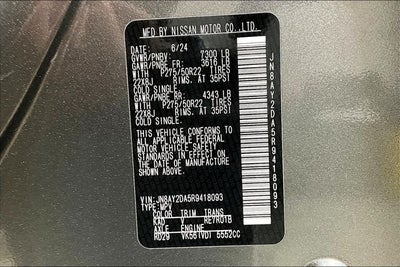 MFD BY NISSAN MOTOR CO.,LTD.
DATE: 6/24
GVWR/PNBV: 7300 LB
GAWR/PNBE FR: 3616 LB
WITH P275/50R22 TIRES
22X8J RIMS. AT 35PSI
COLD SINGLE.
GAWR/PNBE RR: 4343 LB
WITH P275/50R22 TIRES
22X8J RIMS. AT 35PSI
COLD SINGLE.
THIS VEHICLE CONFORMS TO
ALL APPLICABLE FEDERAL
MOTOR VEHICLE SAFETY
STANDARDS IN EFFECT ON
THE DATE OF MANUFACTURE
SHOWN ABOVE.
VIN: JN8AY2DA5R9418093
TYPE: MPV
COLOR TRIM TRANS
KAD V RE7R01B
AXLE ENGINE
RD20 VK56(VD) 5552CC
JN8AY2DA5R9418093